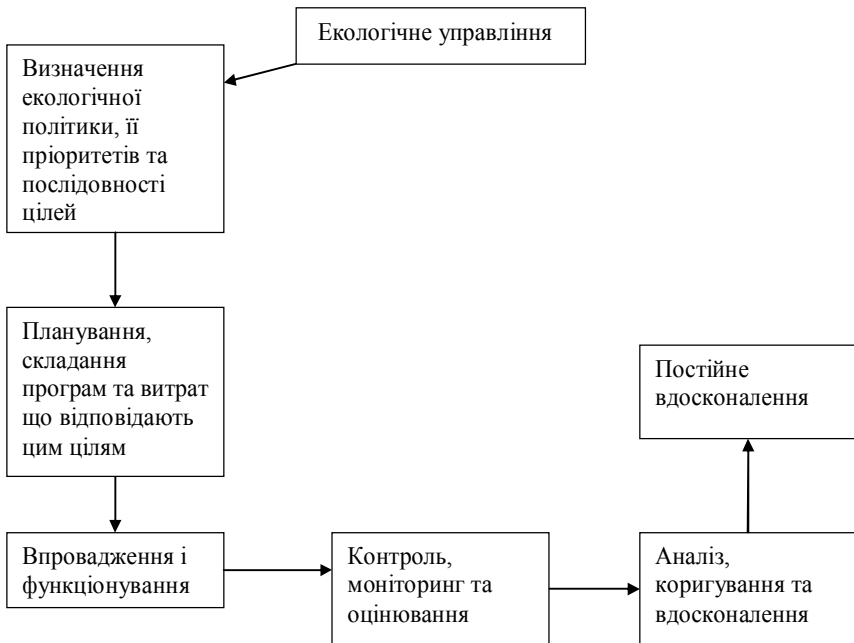 Екологічне управління
Визначення
екологічної
політики, її
пріоритетів та
послідовності
цілей
Планування,
складання
програм та витрат
що відповідають
цим цілям
Впровадження і
функціонування
Контроль,
моніторинг та
оцінювання
Аналіз,
коригування та
вдосконалення
Постійне
вдосконалення